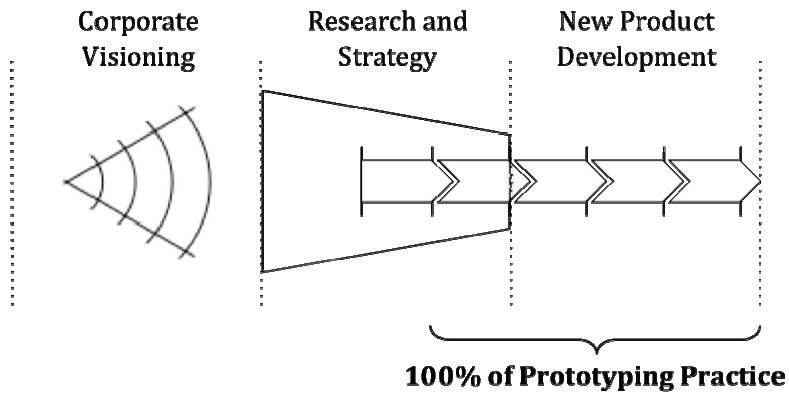 Corporate
Visioning
Research and
Strategy
New Product
Development
100% of Prototyping Practice